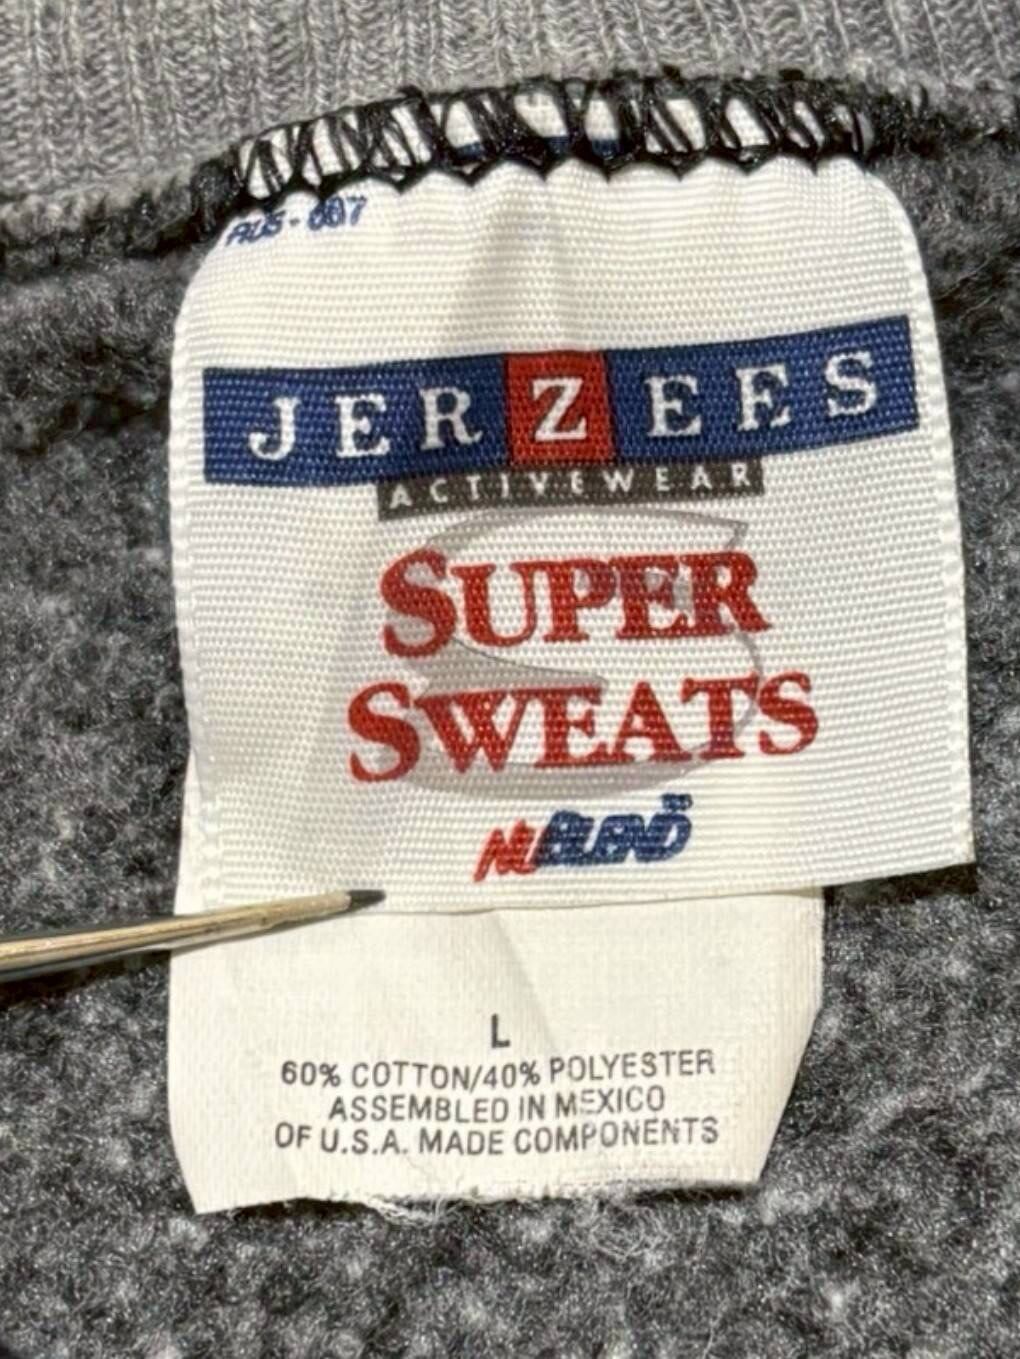 JERZEES
ACTIVEWEAR
SUPER
SWEATS
NUBLEND
L
60% COTTON/40% POLYESTER
ASSEMBLED IN MEXICO
OF U.S.A. MADE COMPONENTS